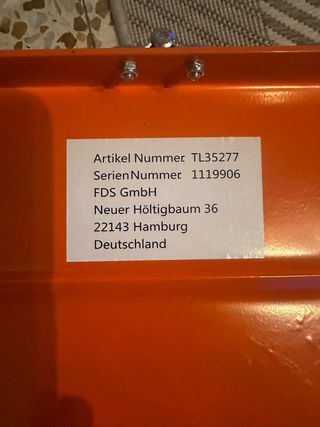 Artikel Nummer: TL35277
SerienNummer: 1119906
FDS GmbH
Neuer Höltigbaum 36
22143 Hamburg
Deutschland